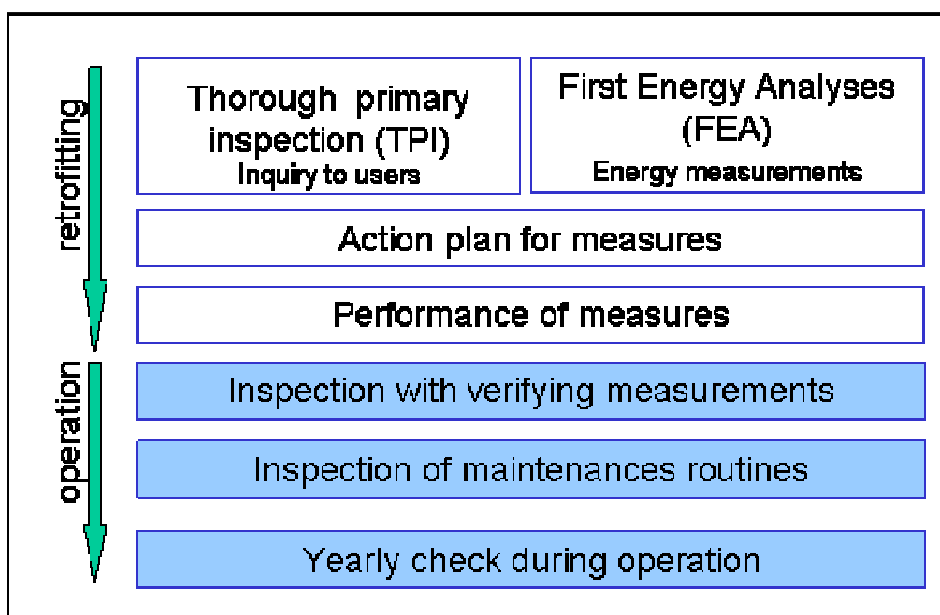 retrofitting
Thorough primary
inspection (TPI)
Inquiry to users
First Energy Analyses
(FEA)
Energy measurements
Action plan for measures
Performance of measures
operation
Inspection with verifying measurements
Inspection of maintenances routines
Yearly check during operation